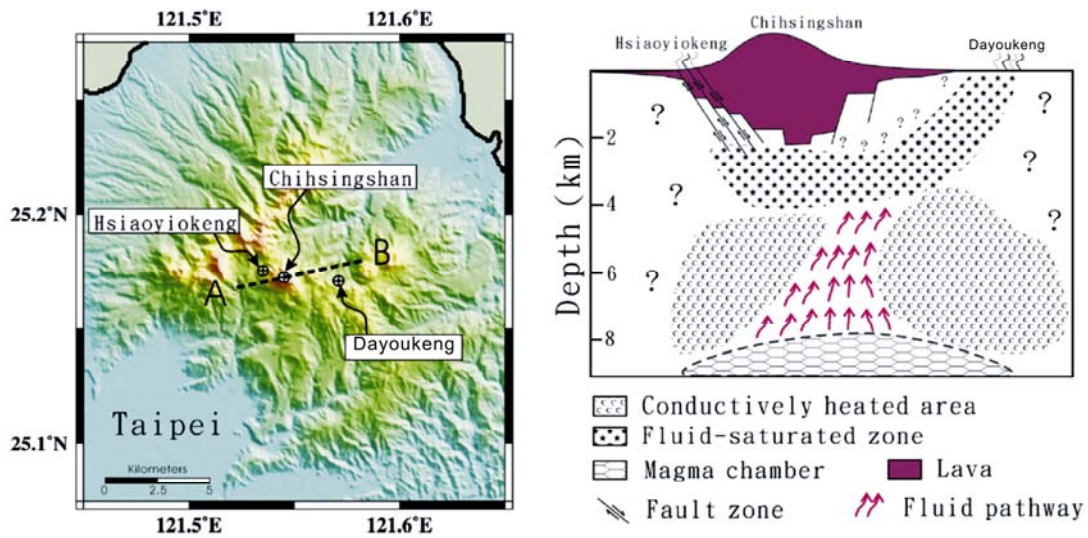 121.5°E
121.6°E
25.2°N
25.1°N
Chihsingshan
Hsiaoyiokeng
A
B
Dayoukeng
Taipei
Kilometers
0 2.5 5
121.5°E
121.6°E
Chihsingshan
Hsiaoyiokeng
Dayoukeng
Depth (km)
2
4
6
8
? ? ? ? ? ?
? ? ? ? ?
Conductively heated area
Fluid-saturated zone
Magma chamber
Lava
Fault zone
Fluid pathway